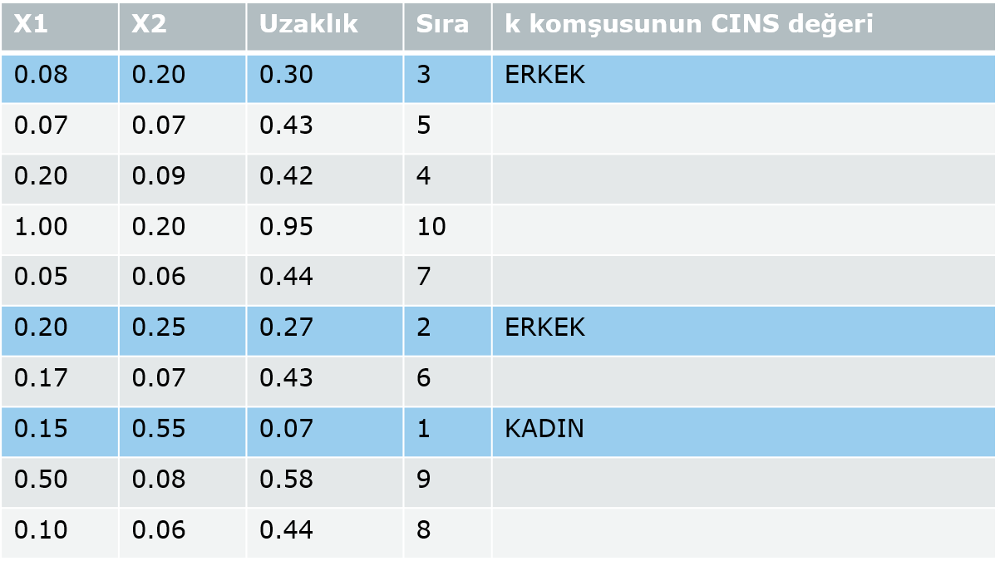 X1 X2 Uzaklık Sıra k komşusunun CINS değeri
0.08 0.20 0.30 3 ERKEK
0.07 0.07 0.43 5
0.20 0.09 0.42 4
1.00 0.20 0.95 10
0.05 0.06 0.44 7
0.20 0.25 0.27 2 ERKEK
0.17 0.07 0.43 6
0.15 0.55 0.07 1 KADIN
0.50 0.08 0.58 9
0.10 0.06 0.44 8